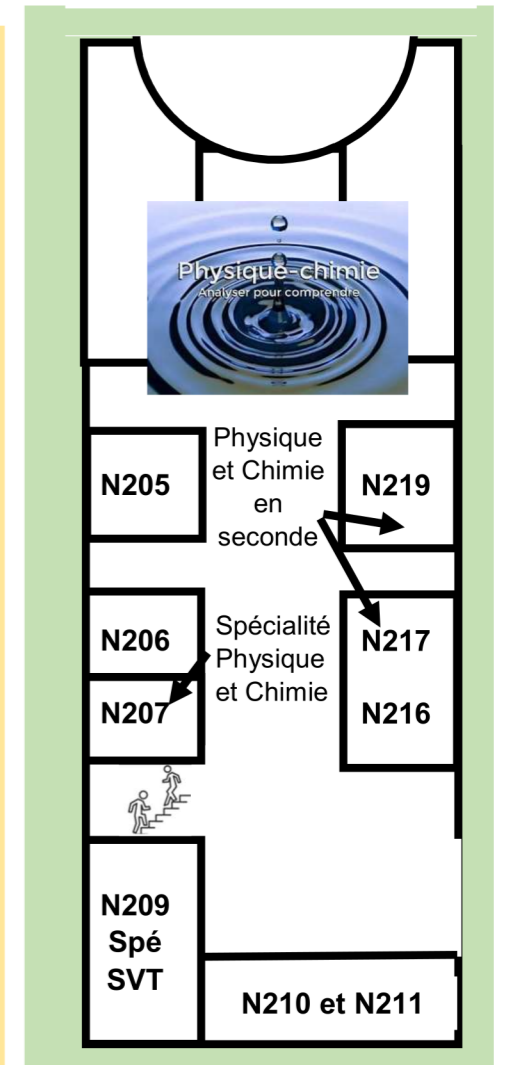 Physique-chimie
Analyser pour comprendre
N205
Physique
et Chimie
en
seconde
N219
N206
N207
Spécialité
Physique
et Chimie
N217
N216
N209
Spé
SVT
N210 et N211